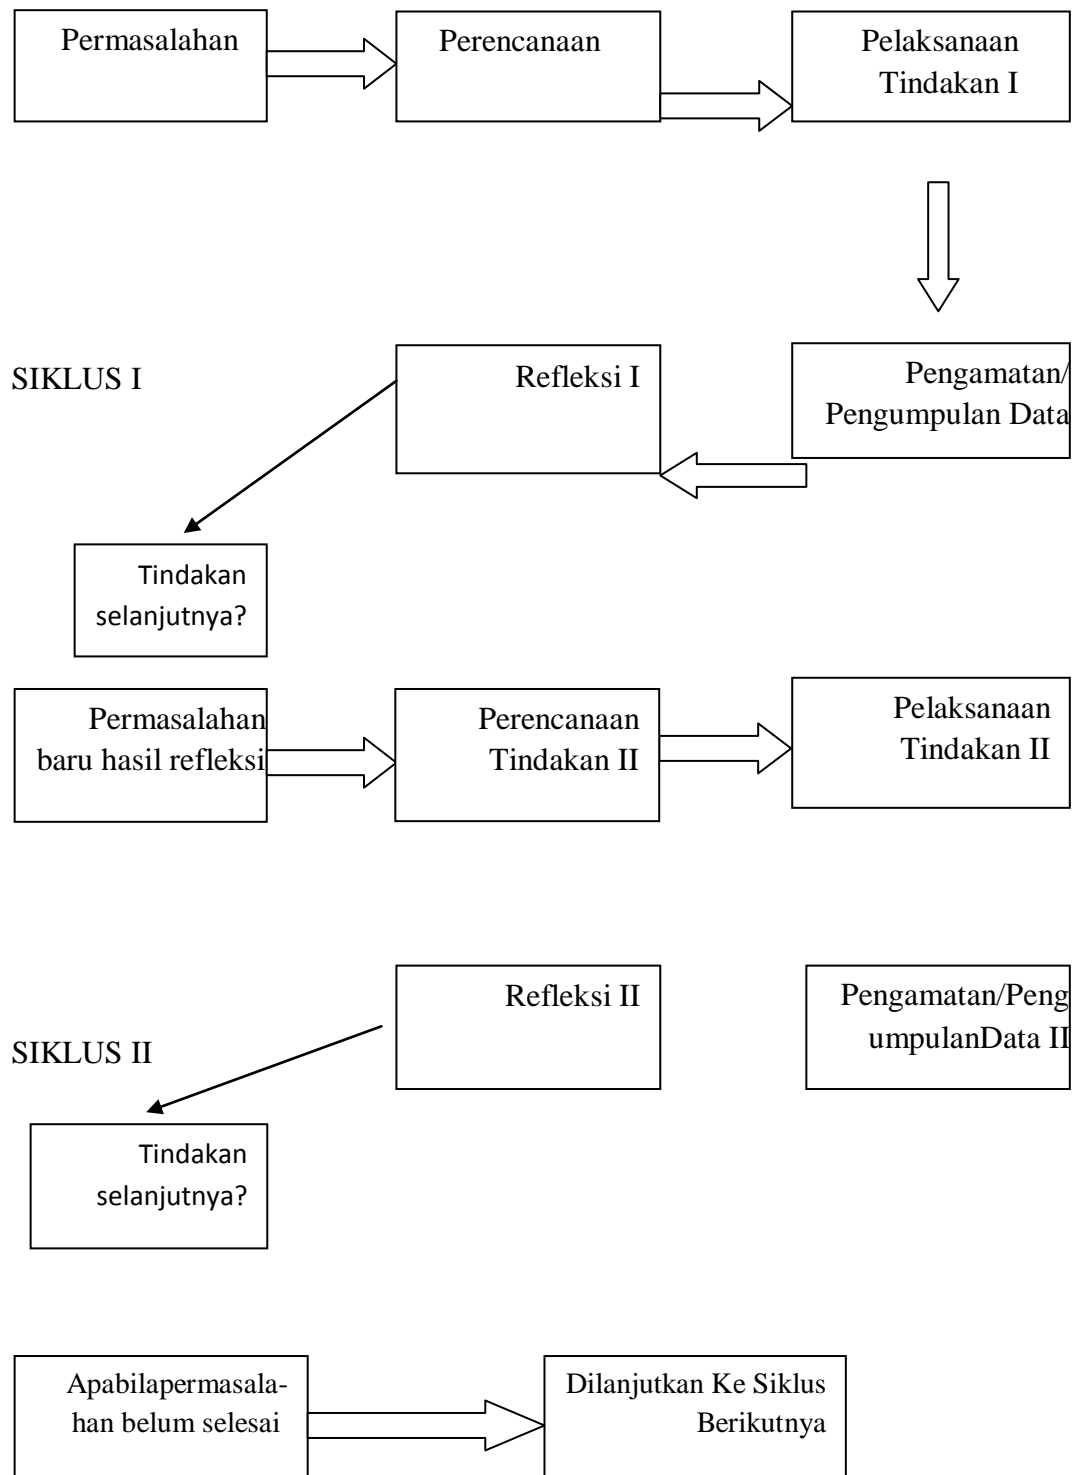 Permasalahan
Perencanaan
Pelaksanaan
Tindakan I
SIKLUS I
Refleksi I
Pengamatan/
Pengumpulan Data
Tindakan
selanjutnya?
Permasalahan
baru hasil refleksi
Perencanaan
Tindakan II
Pelaksanaan
Tindakan II
SIKLUS II
Refleksi II
Pengamatan/Peng
umpulanData II
Tindakan
selanjutnya?
Apabilapermasala-
han belum selesai
Dilanjutkan Ke Siklus
Berikutnya